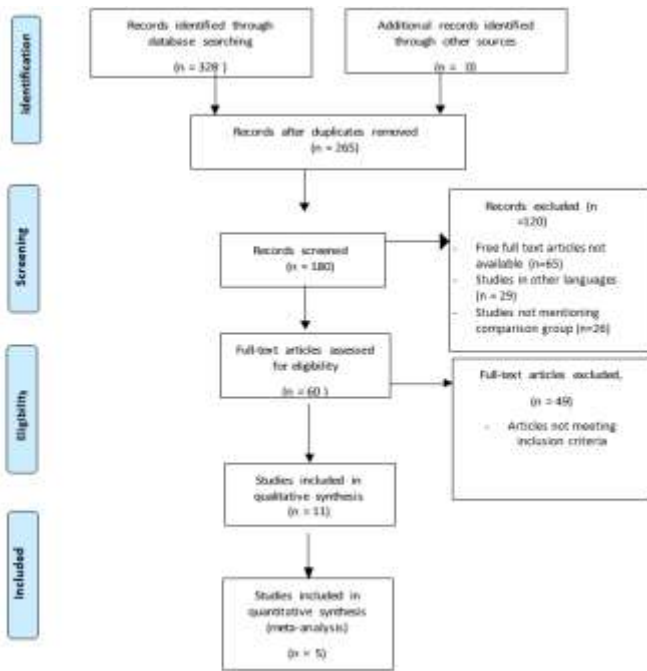 Identification
Records identified through
database searching
(n = 328 )
Additional records identified
through other sources
(n = 0)
Records after duplicates removed
(n = 265)
Screening
Records screened
(n = 180)
Records excluded (n
=120)
- Free full text articles not
available (n=65)
- Studies in other languages
(n = 29)
- Studies not mentioning
comparison group (n=26)
Eligibility
Full-text articles assessed
for eligibility
(n = 60 )
Full-text articles excluded,
(n = 49)
- Articles not meeting
inclusion criteria
Studies included in
qualitative synthesis
(n = 11)
Included
Studies included in
quantitative synthesis
(meta-analysis)
(n = 5)